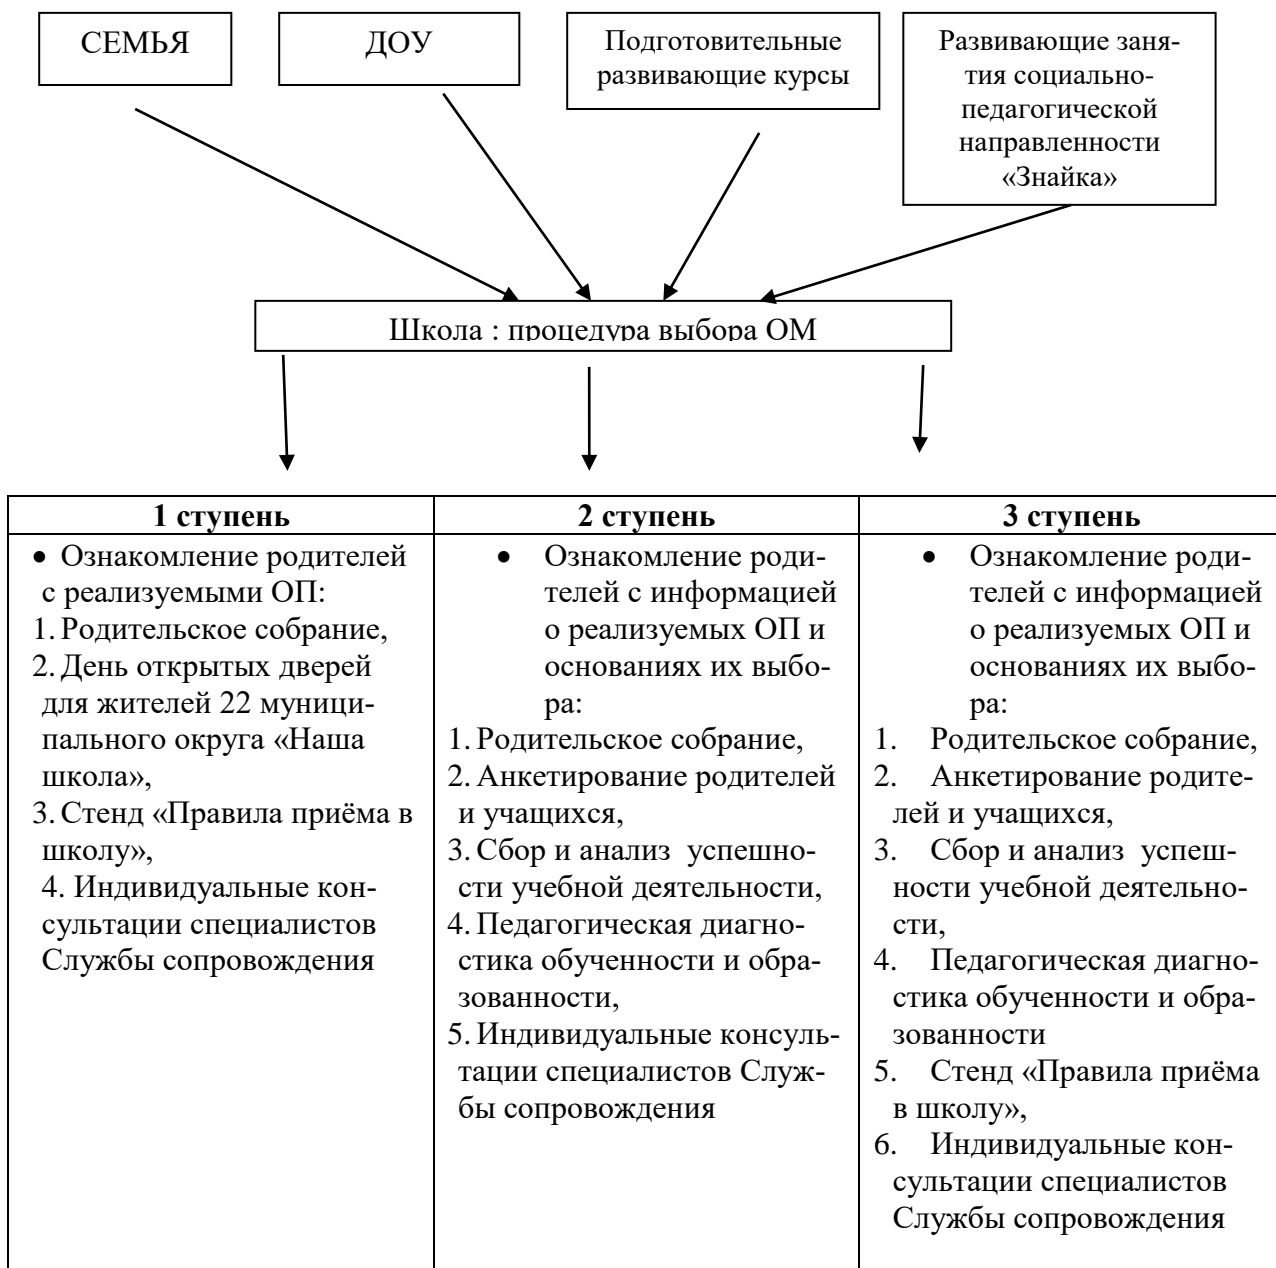 СЕМЬЯ
ДОУ
Подготовительные
развивающие курсы
Развивающие заня-
тия социально-
педагогической
направленности
«Знайка»
Школа : процедура выбора ОМ
1 ступень
• Ознакомление родителей
с реализуемыми ОП:
1. Родительское собрание,
2. День открытых дверей
для жителей 22 муници-
пального округа «Наша
школа»,
3. Стенд «Правила приёма в
школу»,
4. Индивидуальные кон-
сультации специалистов
Службы сопровождения
2 ступень
• Ознакомление роди-
телей с информацией
о реализуемых ОП и
основаниях их выбо-
ра:
1. Родительское собрание,
2. Анкетирование родителей
и учащихся,
3. Сбор и анализ успешно-
сти учебной деятельности,
4. Педагогическая диагно-
стика обученности и обра-
зованности,
5. Индивидуальные консуль-
тации специалистов Служ-
бы сопровождения
3 ступень
• Ознакомление роди-
телей с информацией
о реализуемых ОП и
основаниях их выбо-
ра:
1. Родительское собрание,
2. Анкетирование родите-
лей и учащихся,
3. Сбор и анализ успеш-
ности учебной деятельно-
сти,
4. Педагогическая диагно-
стика обученности и обра-
зованности
5. Стенд «Правила приёма
в школу»,
6. Индивидуальные кон-
сультации специалистов
Службы сопровождения